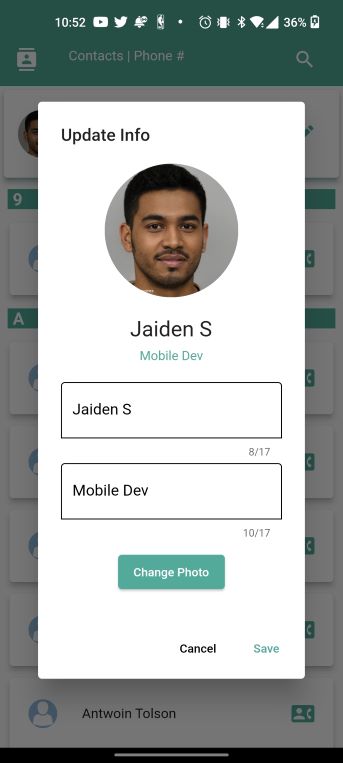 10:52
36%
Contacts | Phone #
Update Info
9
Jaiden S
Mobile Dev
A
Jaiden S
8/17
Mobile Dev
10/17
Change Photo
Cancel
Save
Antwoin Tolson